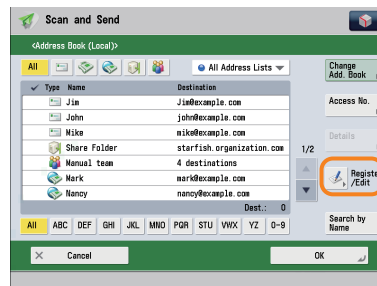 Scan and Send
<Address Book (Local)>
All
All Address Lists
Change
Add. Book
Type Name Destination
Jim Jim@example.com
John john@example.com
Mike mike@example.com
Share Folder starfish.organization.com
Manual team 4 destinations
Mark mark@example.com
Nancy nancy@example.com
Dest.: 0
Access No.
Details
1/2
Registe
/Edit
All ABC DEF GHI JKL MNO PQR STU VWX YZ 0-9
Search by
Name
Cancel
OK